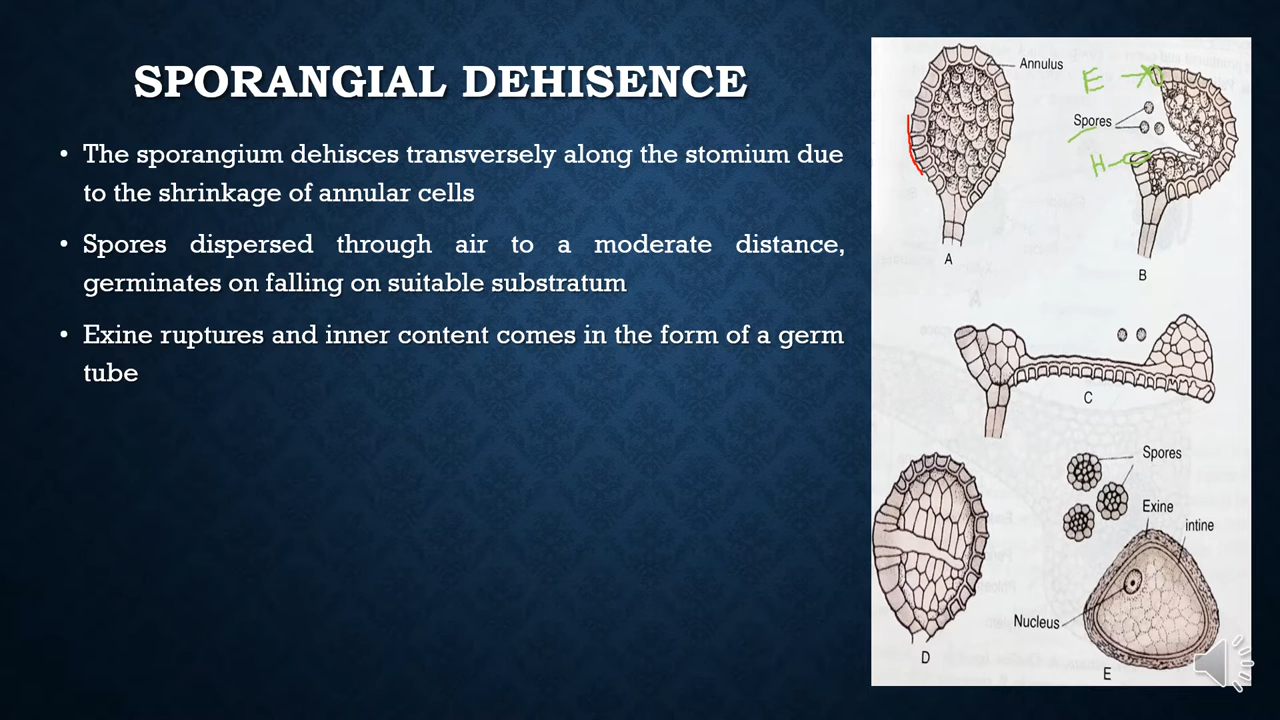 SPORANGIAL DEHISENCE
• The sporangium dehisces transversely along the stomium due
to the shrinkage of annular cells
• Spores dispersed through air to a moderate distance,
germinates on falling on suitable substratum
• Exine ruptures and inner content comes in the form of a germ
tube
Annulus
E
Spores
H
A
B
C
Spores
Exine
intine
Nucleus
D
E